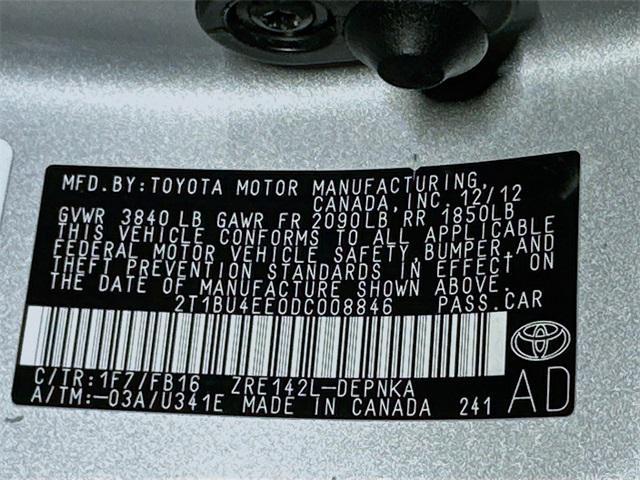 MFD.BY:TOYOTA MOTOR MANUFACTURING,
CANADA, INC. 12/12
GVWR 3840 LB GAWR FR 2090LB, RR 1850LB
THIS VEHICLE CONFORMS TO ALL APPLICABLE
FEDERAL MOTOR VEHICLE SAFETY, BUMPER, AND
THEFT PREVENTION STANDARDS IN EFFECT ON
THE DATE OF MANUFACTURE SHOWN ABOVE.
2T1BU4EE0DC008846 PASS.CAR
C/TR:1F7/FB16 ZRE142L-DEPNKA
A/TM:-03A/U341E MADE IN CANADA 241
AD